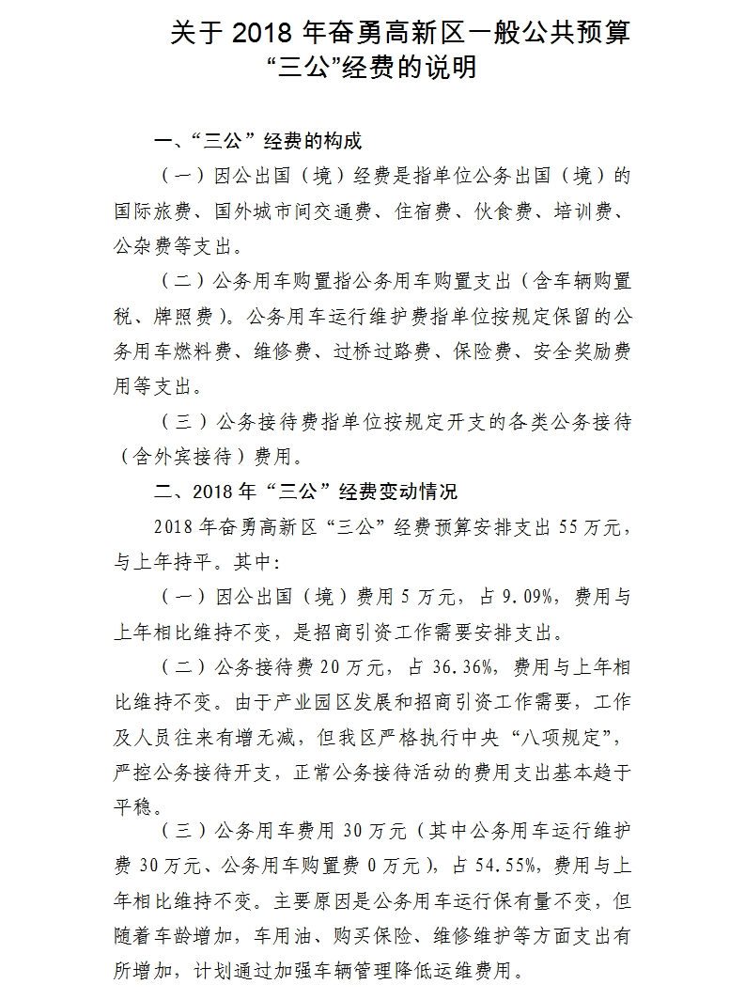 关于 2018 年奋勇高新区一般公共预算
“三公”经费的说明
一、“三公”经费的构成
（一）因公出国（境）经费是指单位公务出国（境）的
国际旅费、国外城市间交通费、住宿费、伙食费、培训费、
公杂费等支出。
（二）公务用车购置指公务用车购置支出（含车辆购置
税、牌照费）。公务用车运行维护费指单位按规定保留的公
务用车燃料费、维修费、过桥过路费、保险费、安全奖励费
用等支出。
（三）公务接待费指单位按规定开支的各类公务接待
（含外宾接待）费用。
二、2018 年“三公”经费变动情况
2018 年奋勇高新区“三公”经费预算安排支出 55 万元，
与上年持平。其中：
（一）因公出国（境）费用 5 万元，占 9.09%，费用与
上年相比维持不变，是招商引资工作需要安排支出。
（二）公务接待费 20 万元，占 36.36%，费用与上年相
比维持不变。由于产业园区发展和招商引资工作需要，工作
及人员往来有增无减，但我区严格执行中央“八项规定”，
严控公务接待开支，正常公务接待活动的费用支出基本趋于
平稳。
（三）公务用车费用 30 万元（其中公务用车运行维护
费 30 万元、公务用车购置费 0 万元），占 54.55%，费用与上
年相比维持不变。主要原因是公务用车运行保有量不变，但
随着车龄增加，车用油、购买保险、维修维护等方面支出有
所增加，计划通过加强车辆管理降低运维费用。